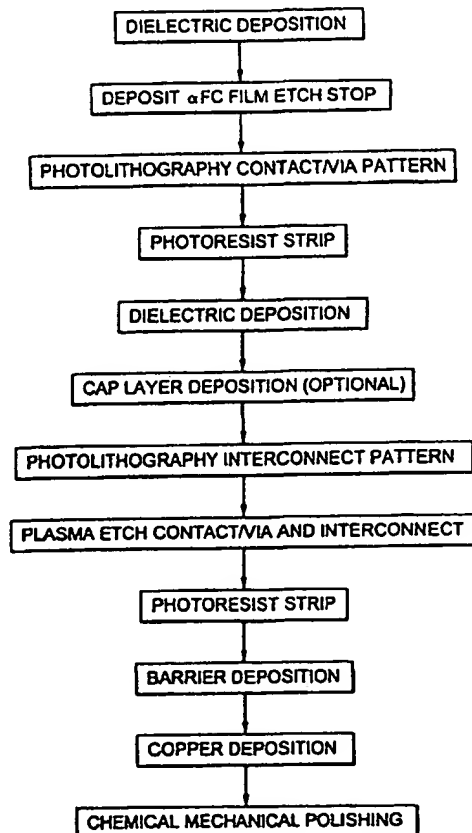 DIELECTRIC DEPOSITION
DEPOSIT αFC FILM ETCH STOP
PHOTOLITHOGRAPHY CONTACT/VIA PATTERN
PHOTORESIST STRIP
DIELECTRIC DEPOSITION
CAP LAYER DEPOSITION (OPTIONAL)
PHOTOLITHOGRAPHY INTERCONNECT PATTERN
PLASMA ETCH CONTACT/VIA AND INTERCONNECT
PHOTORESIST STRIP
BARRIER DEPOSITION
COPPER DEPOSITION
CHEMICAL MECHANICAL POLISHING